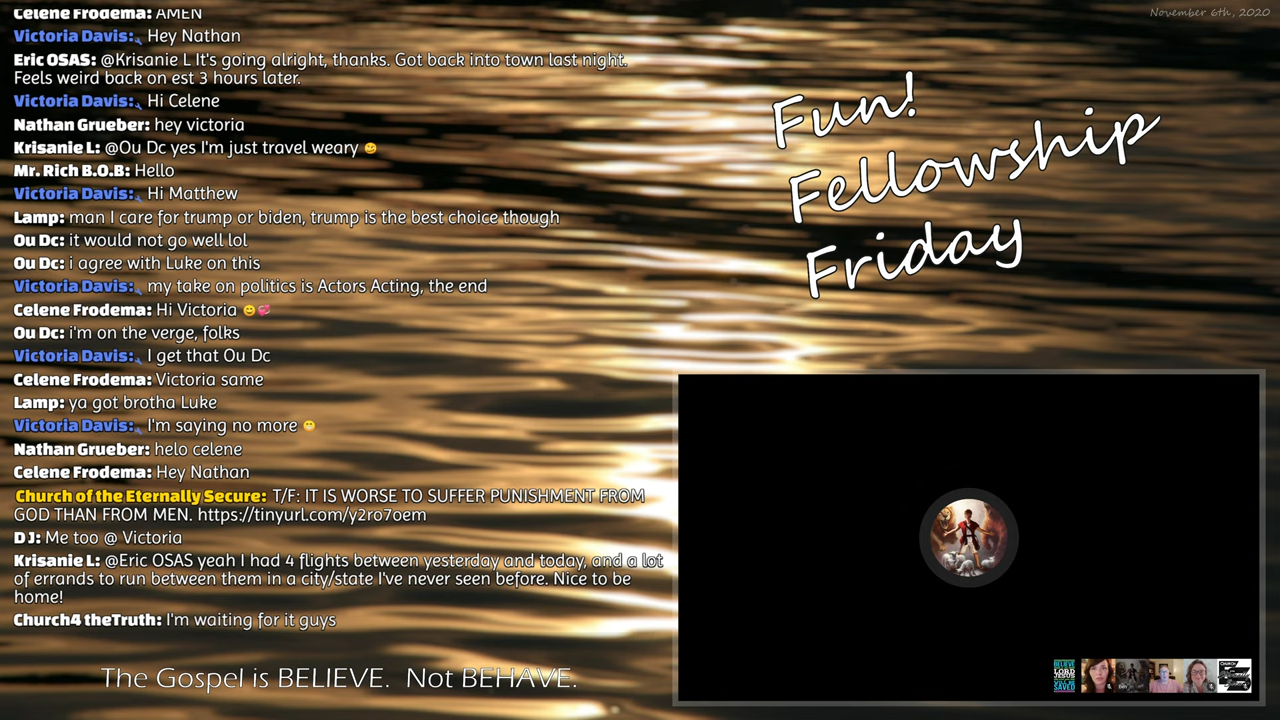 Celene Frodema: AMEN
Victoria Davis: Hey Nathan
Eric OSAS: @Krisanie L It's going alright, thanks. Got back into town last night.
Feels weird back on est 3 hours later.
Victoria Davis: Hi Celene
Nathan Grueber: hey victoria
Krisanie L: @Ou Dc yes I'm just travel weary
Mr. Rich B.O.B: Hello
Victoria Davis: Hi Matthew
Lamp: man I care for trump or biden, trump is the best choice though
Ou Dc: it would not go well lol
Ou Dc: i agree with Luke on this
Victoria Davis: my take on politics is Actors Acting, the end
Celene Frodema: Hi Victoria 😊💞
Ou Dc: i'm on the verge, folks
Victoria Davis: I get that Ou Dc
Celene Frodema: Victoria same
Lamp: ya got brotha Luke
Victoria Davis: I'm saying no more 😬
Nathan Grueber: helo celene
Celene Frodema: Hey Nathan
Church of the Eternally Secure: T/F: IT IS WORSE TO SUFFER PUNISHMENT FROM
GOD THAN FROM MEN. https://tinyurl.com/y2ro7oem
D J: Me too @ Victoria
Krisanie L: @Eric OSAS yeah I had 4 flights between yesterday and today, and a lot
of errands to run between them in a city/state I've never seen before. Nice to be
home!
Church4 theTruth: I'm waiting for it guys
The Gospel is BELIEVE. Not BEHAVE.
November 6th, 2020
Fun!
Fellowship
Friday
BELIEVE
LORD
JESUS
SAVED
CHURCH